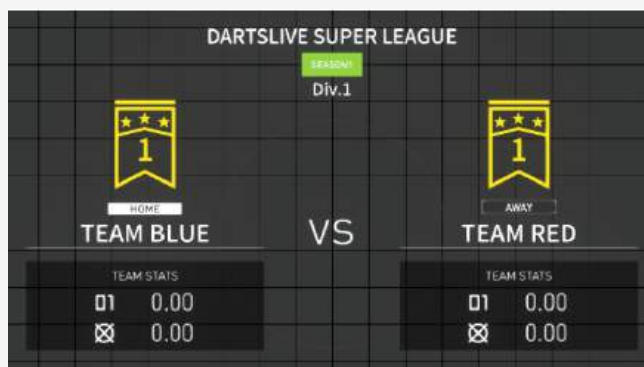 DARTSLIVE SUPER LEAGUE
SEASON1
Div.1
1
1
HOME
AWAY
TEAM BLUE
VS
TEAM RED
TEAM STATS
01 0.00
0.00
TEAM STATS
01 0.00
0.00